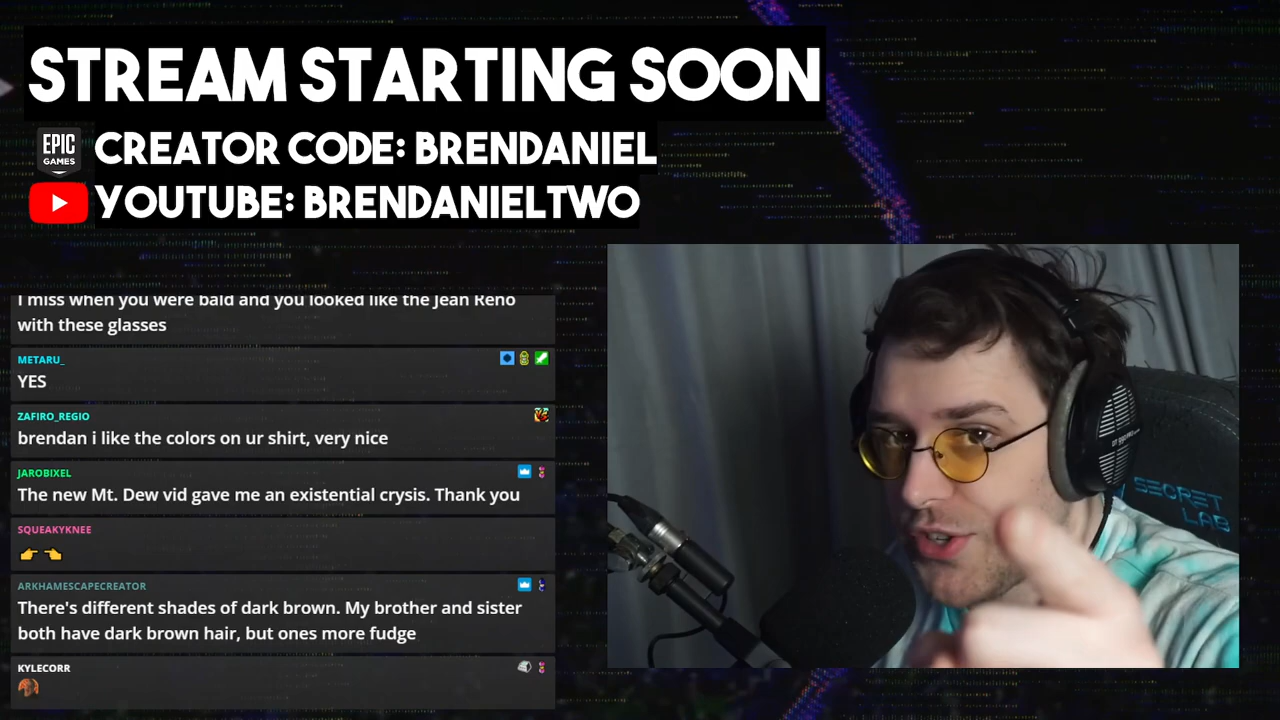 STREAM STARTING SOON
EPIC
GAMES
CREATOR CODE: BRENDANIEL
YOUTUBE: BRENDANIELTWO
I miss when you were bald and you looked like the Jean Reno
with these glasses
METARU_
YES
ZAFIRO_REGIO
brendan i like the colors on ur shirt, very nice
JAROBIXEL
The new Mt. Dew vid gave me an existential crysis. Thank you
SQUEAKYKNEE
ARKHAMESCAPECREATOR
There's different shades of dark brown. My brother and sister
both have dark brown hair, but ones more fudge
KYLECORR
SECRET
LAB